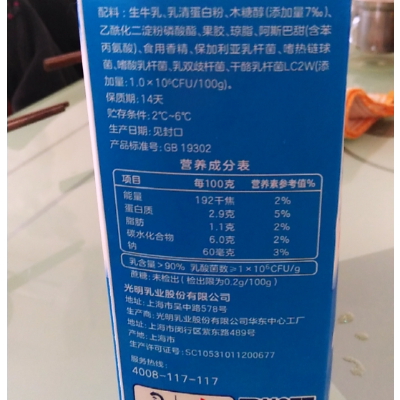 配料: 生牛乳、乳清蛋白粉、木糖醇(添加量7‰)、
乙酰化二淀粉磷酸酯、果胶、琼脂、阿斯巴甜(含苯
丙氨酸)、食用香精、保加利亚乳杆菌、嗜热链球
菌、嗜酸乳杆菌、乳双歧杆菌、干酪乳杆菌LC2W(添
加量: 1.0×10⁶CFU/100g)。
保质期: 14天
贮存条件: 2℃~6℃
生产日期: 见封口
产品标准号: GB 19302
营养成分表
项目 每100克 营养素参考值%
能量 192千焦 2%
蛋白质 2.9克 5%
脂肪 1.1克 2%
碳水化合物 6.0克 2%
钠 60毫克 3%
乳含量>90% 乳酸菌数≥1×10⁶CFU/g
蔗糖: 未检出 (检出限为0.2g/100g)
光明乳业股份有限公司
地址: 上海市吴中路578号
生产商: 光明乳业股份有限公司华东中心工厂
地址: 上海市闵行区紫东路489号
产地: 上海市
生产许可证号: SC10531011200677
服务热线:
4008-117-117